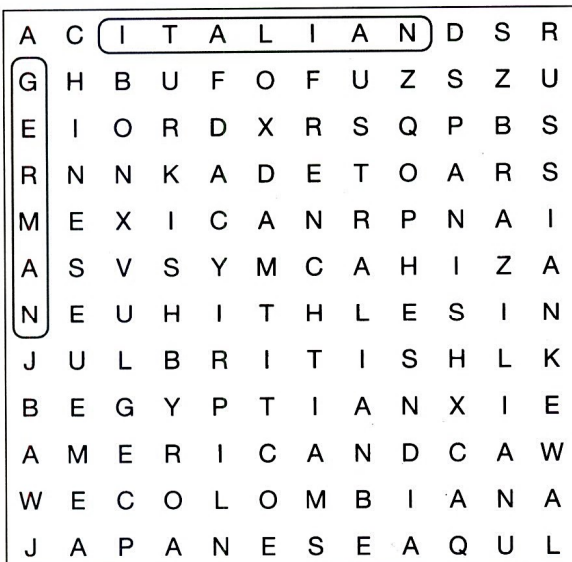 A C I T A L I A N D S R
G H B U F O F U Z S Z U
E I O R D X R S Q P B S
R N N K A D E T O A R S
M E X I C A N R P N A I
A S V S Y M C A H I Z A
N E U H I T H L E S I N
J U L B R I T I S H L K
B E G Y P T I A N X I E
A M E R I C A N D C A W
W E C O L O M B I A N A
J A P A N E S E A Q U L